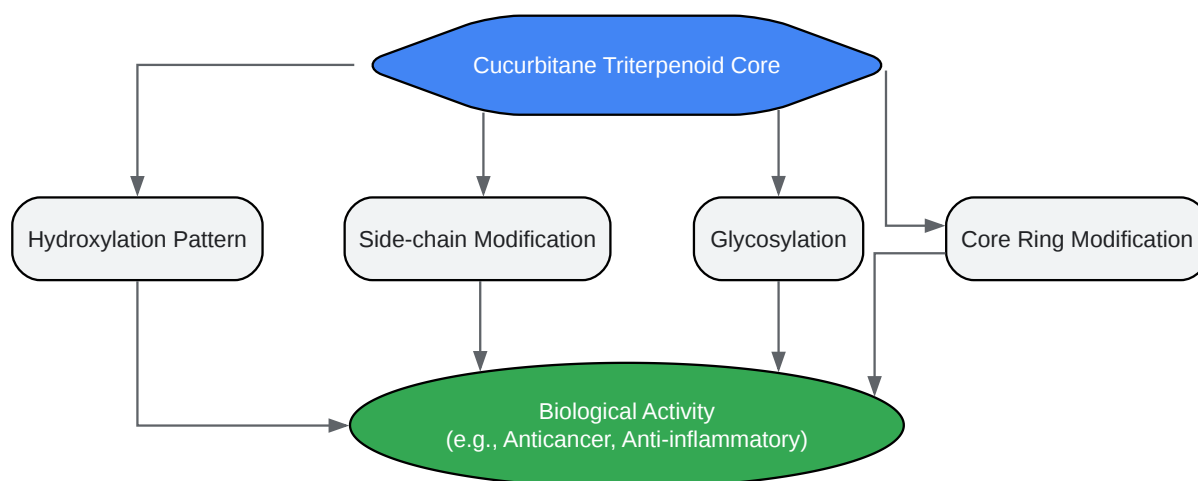 Cucurbitane Triterpenoid Core
Hydroxylation Pattern
Side-chain Modification
Glycosylation
Core Ring Modification
Biological Activity
(e.g., Anticancer, Anti-inflammatory)